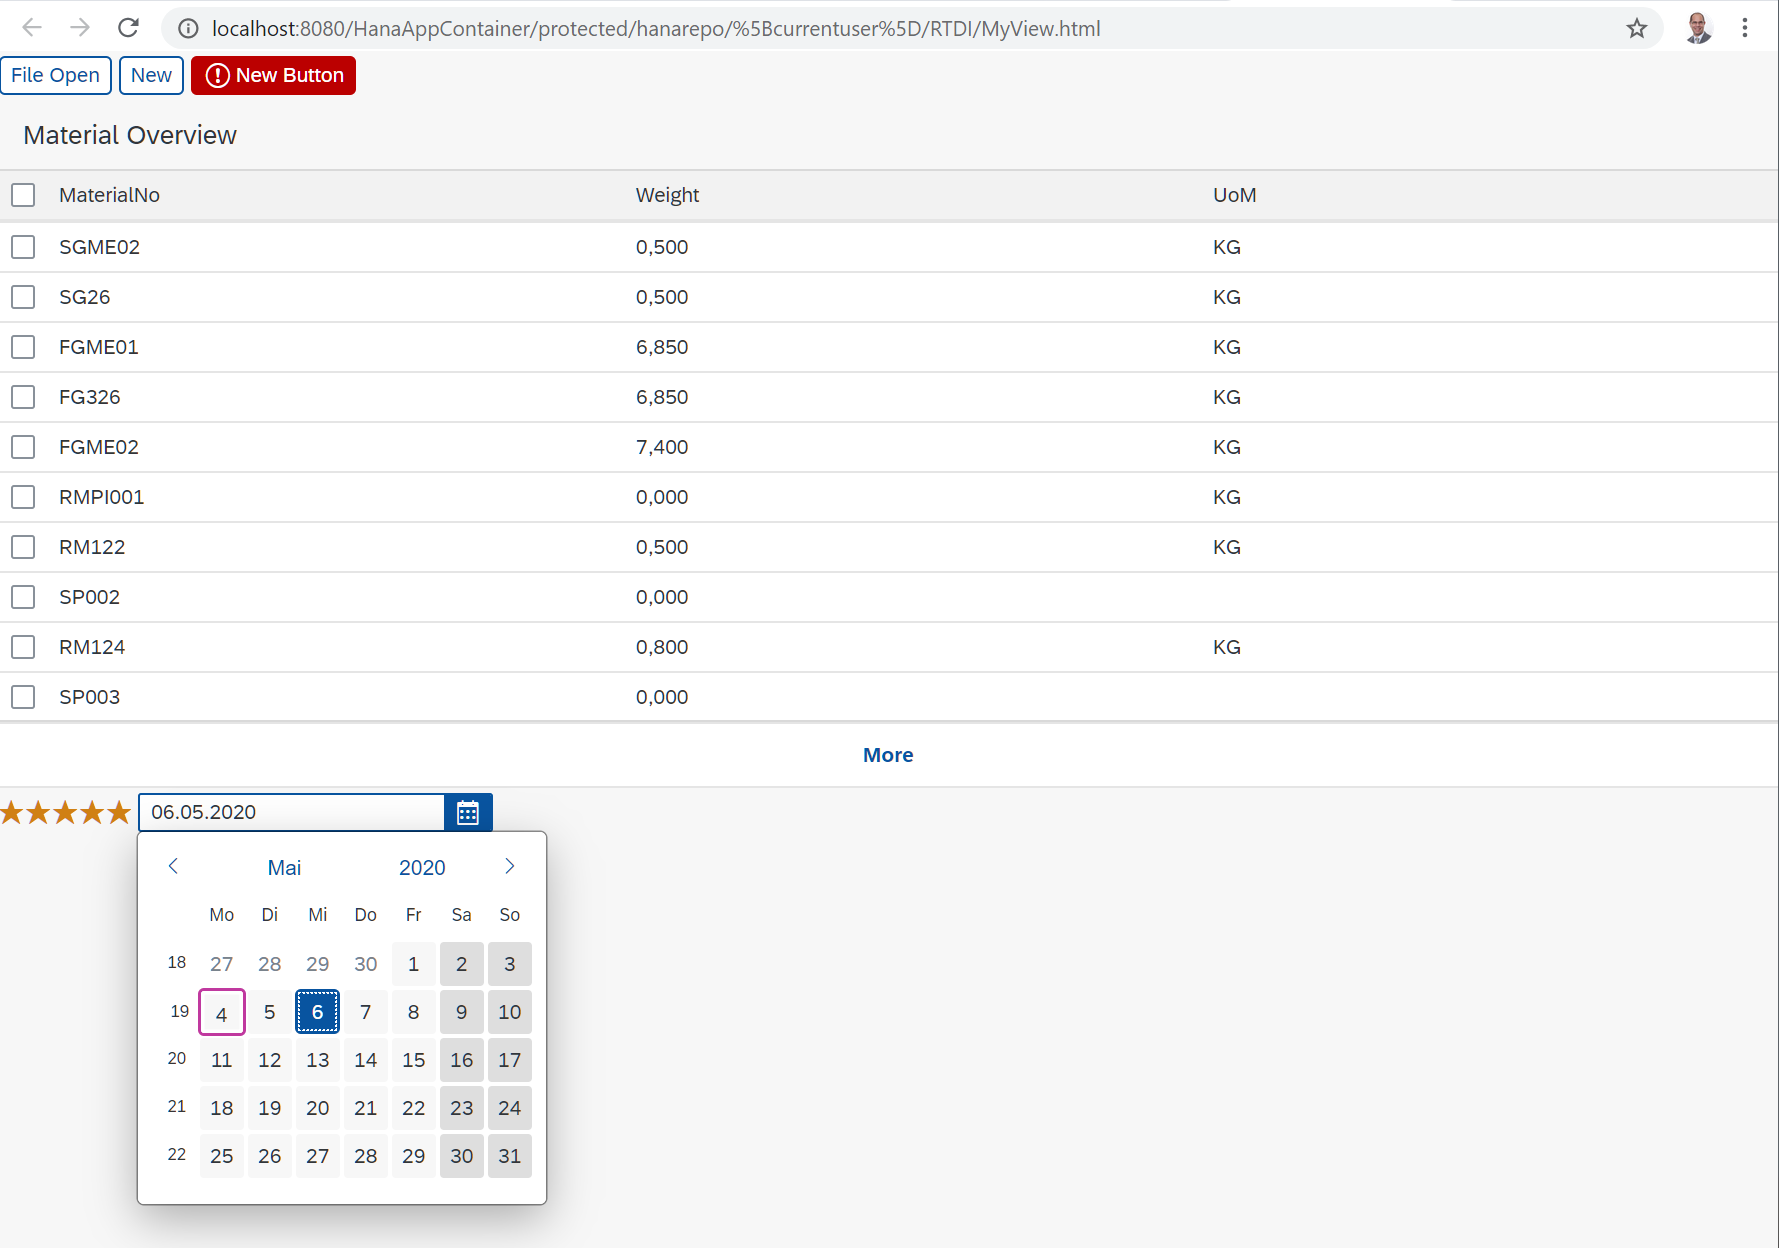 localhost:8080/HanaAppContainer/protected/hanarepo/%5Bcurrentuser%5D/RTDI/MyView.html
File Open New New Button
Material Overview
MaterialNo Weight UoM
SGME02 0,500 KG
SG26 0,500 KG
FGME01 6,850 KG
FG326 6,850 KG
FGME02 7,400 KG
RMPI001 0,000 KG
RM122 0,500 KG
SP002 0,000
RM124 0,800 KG
SP003 0,000
More
06.05.2020
Mai 2020
Mo Di Mi Do Fr Sa So
18 27 28 29 30 1 2 3
19 4 5 6 7 8 9 10
20 11 12 13 14 15 16 17
21 18 19 20 21 22 23 24
22 25 26 27 28 29 30 31